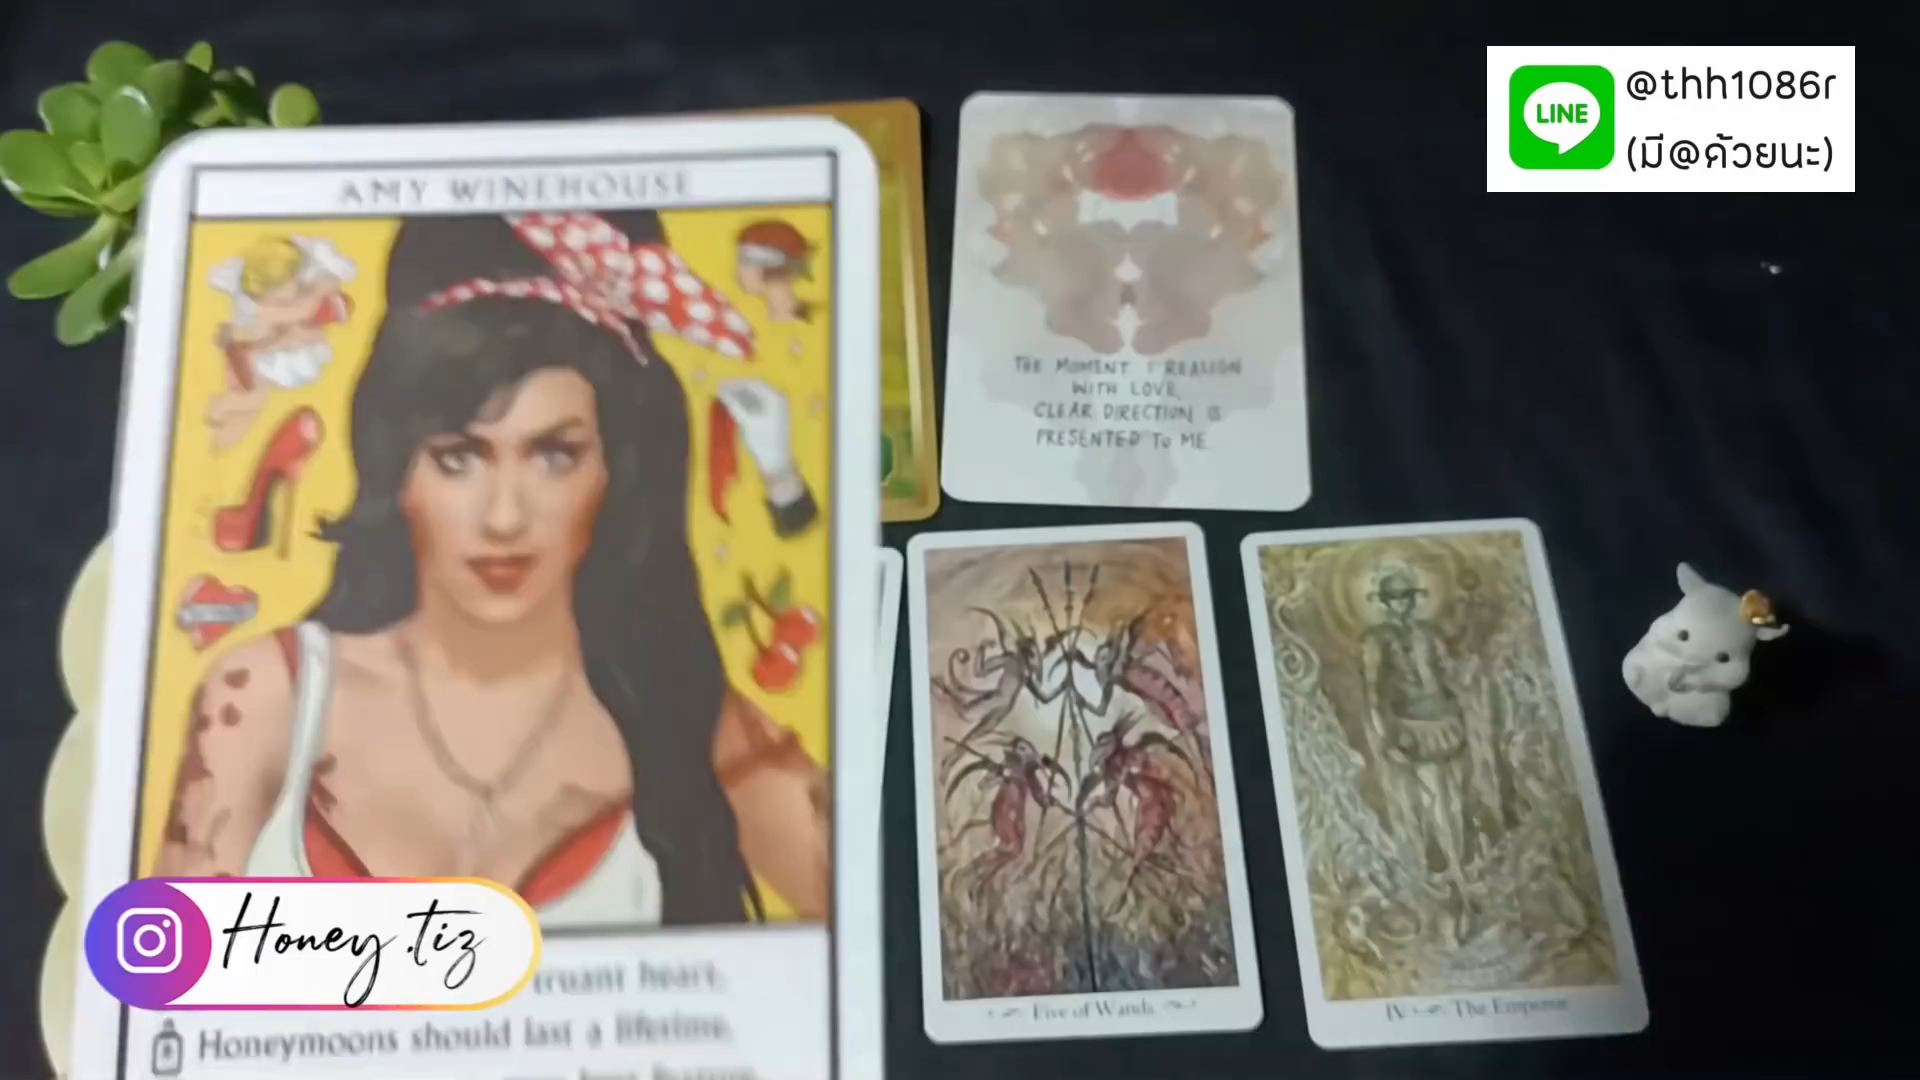 AMY WINEHOUSE
truant heart,
Honeymoons should last a lifetime,
THE MOMENT I REALIGN
WITH LOVE,
CLEAR DIRECTION IS
PRESENTED TO ME.
Five of Wands
IV The Emperor
LINE
@thh1086r
(มี@ด้วยนะ)
Honey.tiz